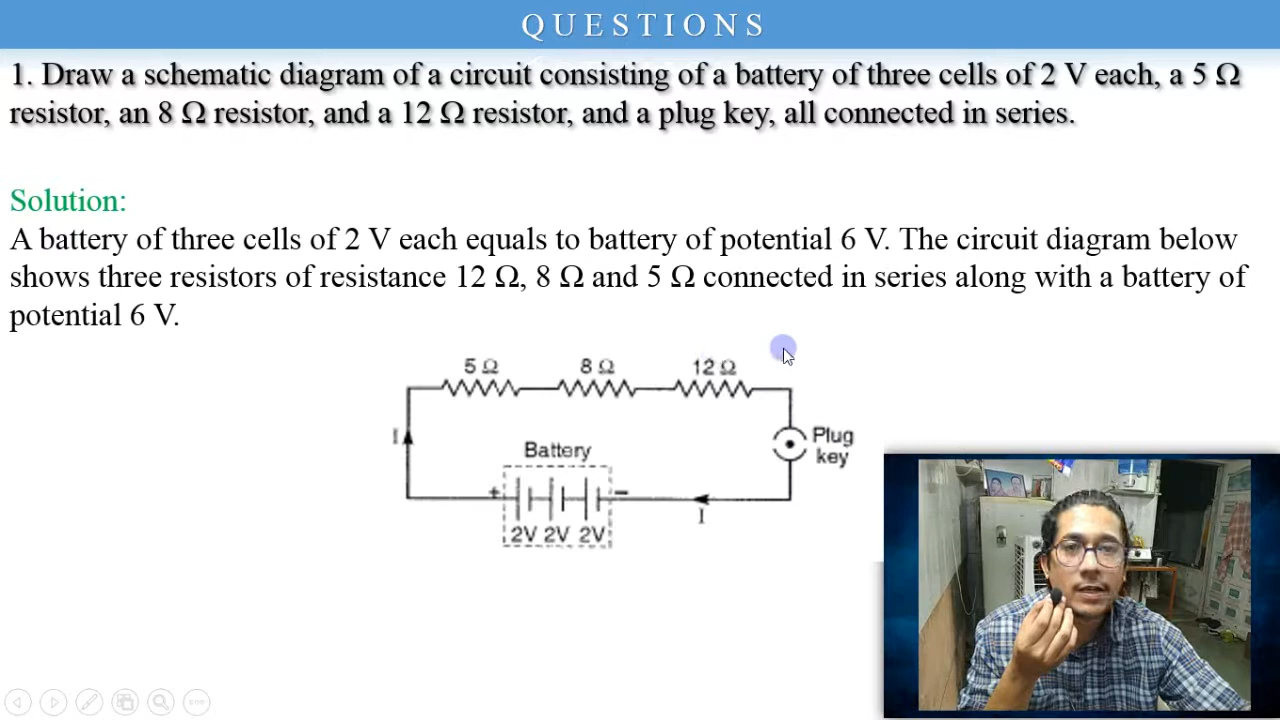 QUESTIONS
1. Draw a schematic diagram of a circuit consisting of a battery of three cells of 2 V each, a 5 Ω
resistor, an 8 Ω resistor, and a 12 Ω resistor, and a plug key, all connected in series.
Solution:
A battery of three cells of 2 V each equals to battery of potential 6 V. The circuit diagram below
shows three resistors of resistance 12 Ω, 8 Ω and 5 Ω connected in series along with a battery of
potential 6 V.
5 Ω 8 Ω 12 Ω
I
Plug
key
Battery
+ −
2V 2V 2V
I